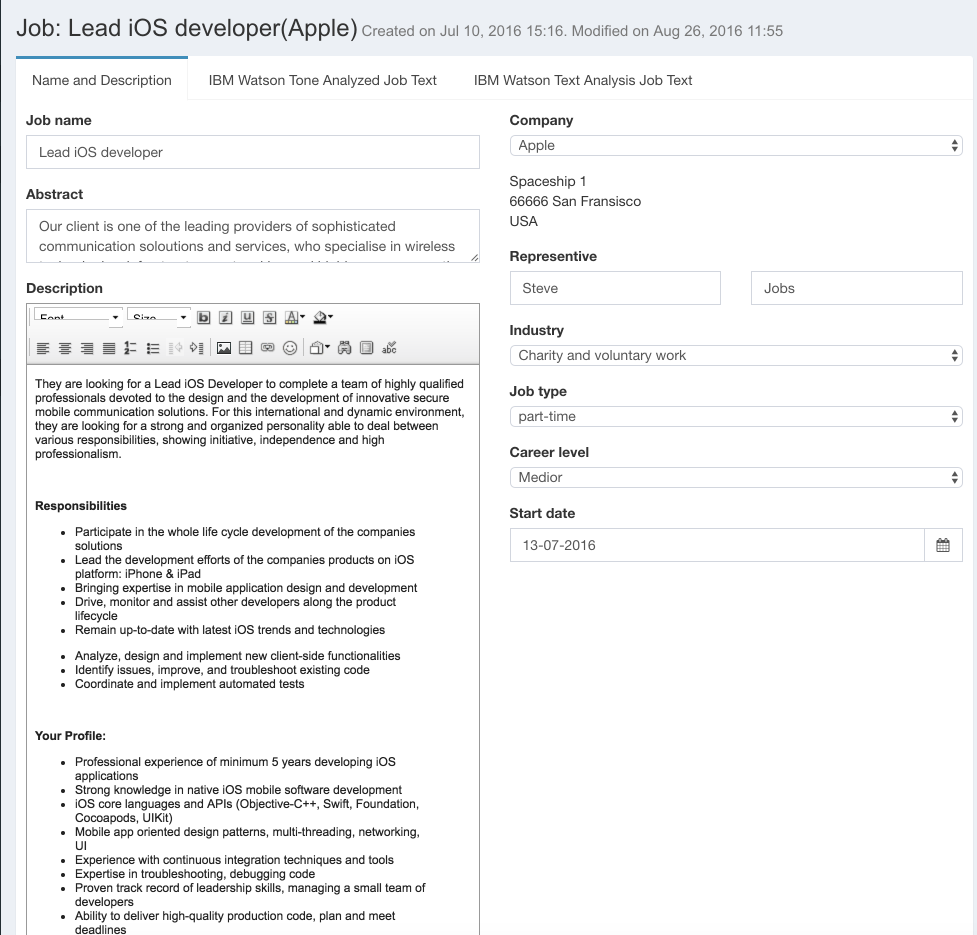 Job: Lead iOS developer(Apple) Created on Jul 10, 2016 15:16. Modified on Aug 26, 2016 11:55
Name and Description
IBM Watson Tone Analyzed Job Text
IBM Watson Text Analysis Job Text
Job name
Lead iOS developer
Abstract
Our client is one of the leading providers of sophisticated
communication soloutions and services, who specialise in wireless
Description
Font
Size
They are looking for a Lead iOS Developer to complete a team of highly qualified
professionals devoted to the design and the development of innovative secure
mobile communication solutions. For this international and dynamic environment,
they are looking for a strong and organized personality able to deal between
various responsibilities, showing initiative, independence and high
professionalism.
Responsibilities
• Participate in the whole life cycle development of the companies
solutions
• Lead the development efforts of the companies products on iOS
platform: iPhone & iPad
• Bringing expertise in mobile application design and development
• Drive, monitor and assist other developers along the product
lifecycle
• Remain up-to-date with latest iOS trends and technologies
• Analyze, design and implement new client-side functionalities
• Identify issues, improve, and troubleshoot existing code
• Coordinate and implement automated tests
Your Profile:
• Professional experience of minimum 5 years developing iOS
applications
• Strong knowledge in native iOS mobile software development
• iOS core languages and APIs (Objective-C++, Swift, Foundation,
Cocoapods, UIKit)
• Mobile app oriented design patterns, multi-threading, networking,
UI
• Experience with continuous integration techniques and tools
• Expertise in troubleshooting, debugging code
• Proven track record of leadership skills, managing a small team of
developers
• Ability to deliver high-quality production code, plan and meet
deadlines
Company
Apple
Spaceship 1
66666 San Fransisco
USA
Representive
Steve
Jobs
Industry
Charity and voluntary work
Job type
part-time
Career level
Medior
Start date
13-07-2016